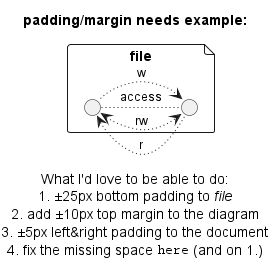 padding/margin needs example:
file
w
access
rw
r
What I'd love to be able to do:
1. ±25px bottom padding to file
2. add ±10px top margin to the diagram
3. ±5px left&right padding to the document
4. fix the missing space here (and on 1.)